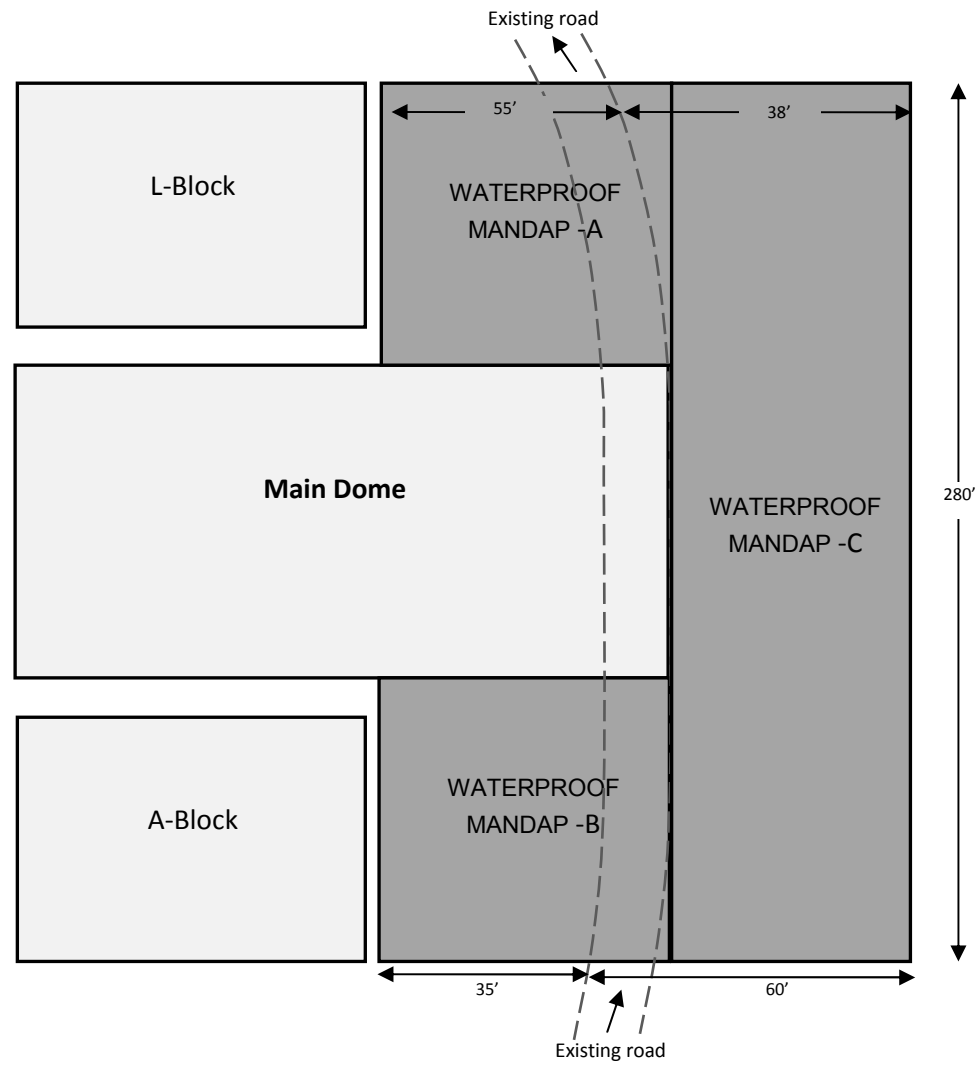 Existing road
55’
38’
L-Block
WATERPROOF
MANDAP -A
Main Dome
280’
WATERPROOF
MANDAP -C
WATERPROOF
MANDAP -B
A-Block
35’
60’
Existing road